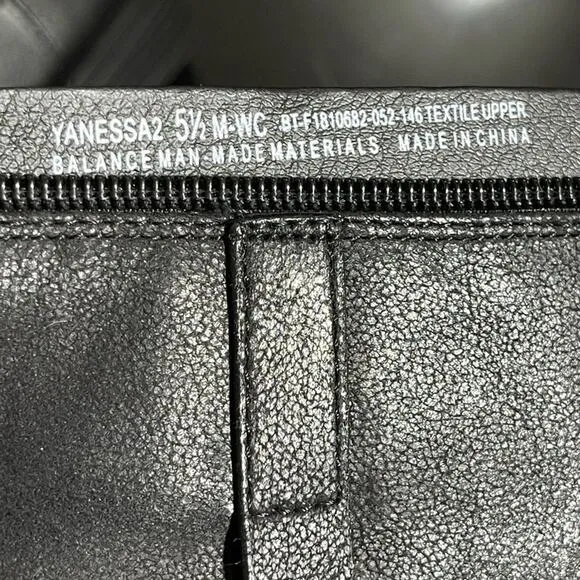 YANESSA2 5½ M-WC BT-F1810682-052-146 TEXTILE UPPER
BALANCE MAN-MADE MATERIALS MADE IN CHINA